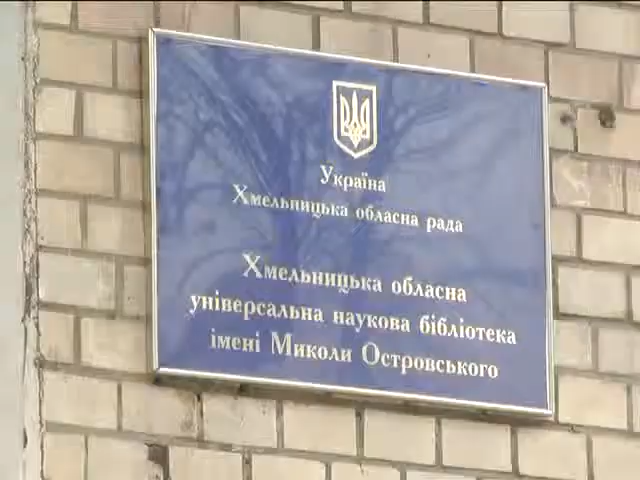 Україна
Хмельницька обласна рада
Хмельницька обласна
універсальна наукова бібліотека
імені Миколи Островського